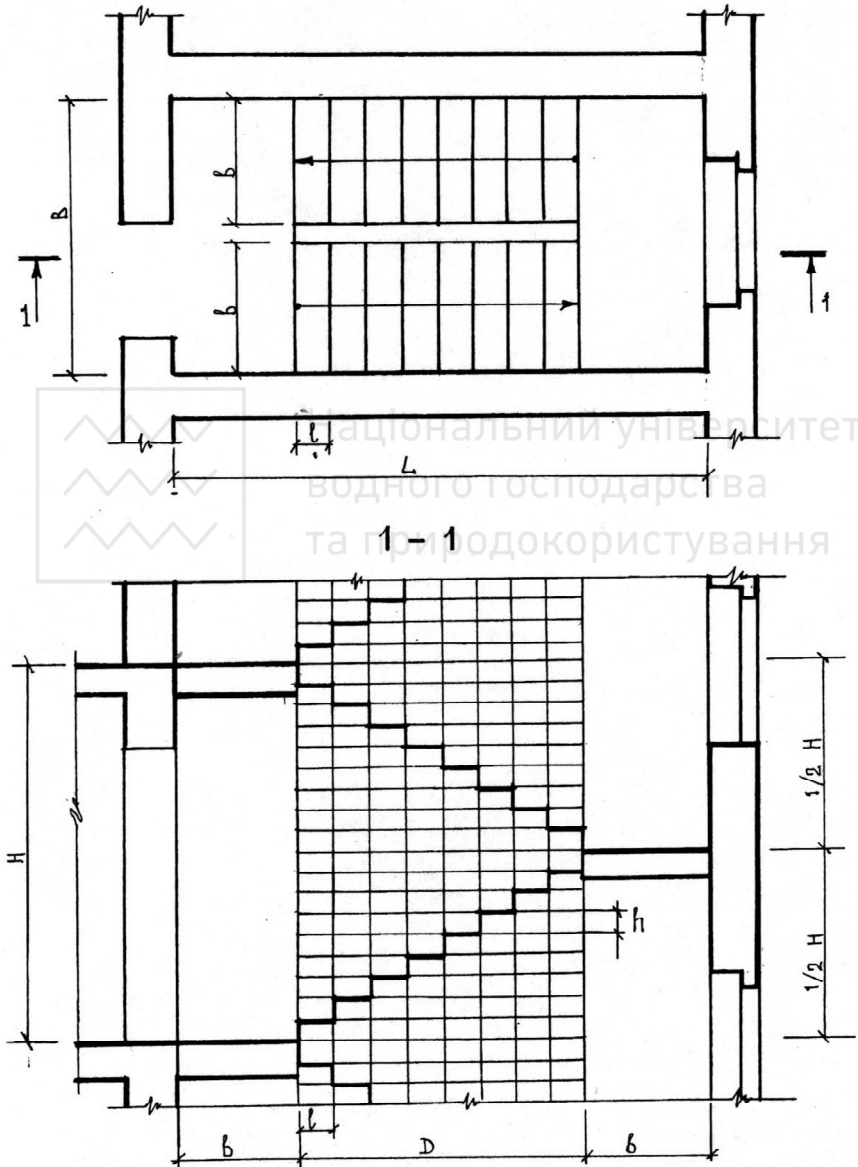 B
в
в
1
1
l
L
Національний університет
водного господарства
та природокористування
1 – 1
H
1/2 H
1/2 H
h
в
l
D
в